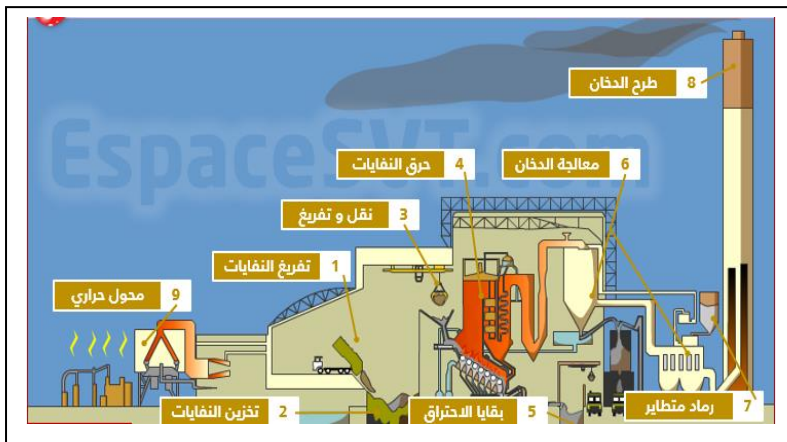 8 طرح الدخان
EspaceSVT.com
6 معالجة الدخان
4 حرق النفايات
3 نقل و تفريغ
1 تفريغ النفايات
9 محول حراري
7 رماد متطاير
5 بقايا الاحتراق
2 تخزين النفايات